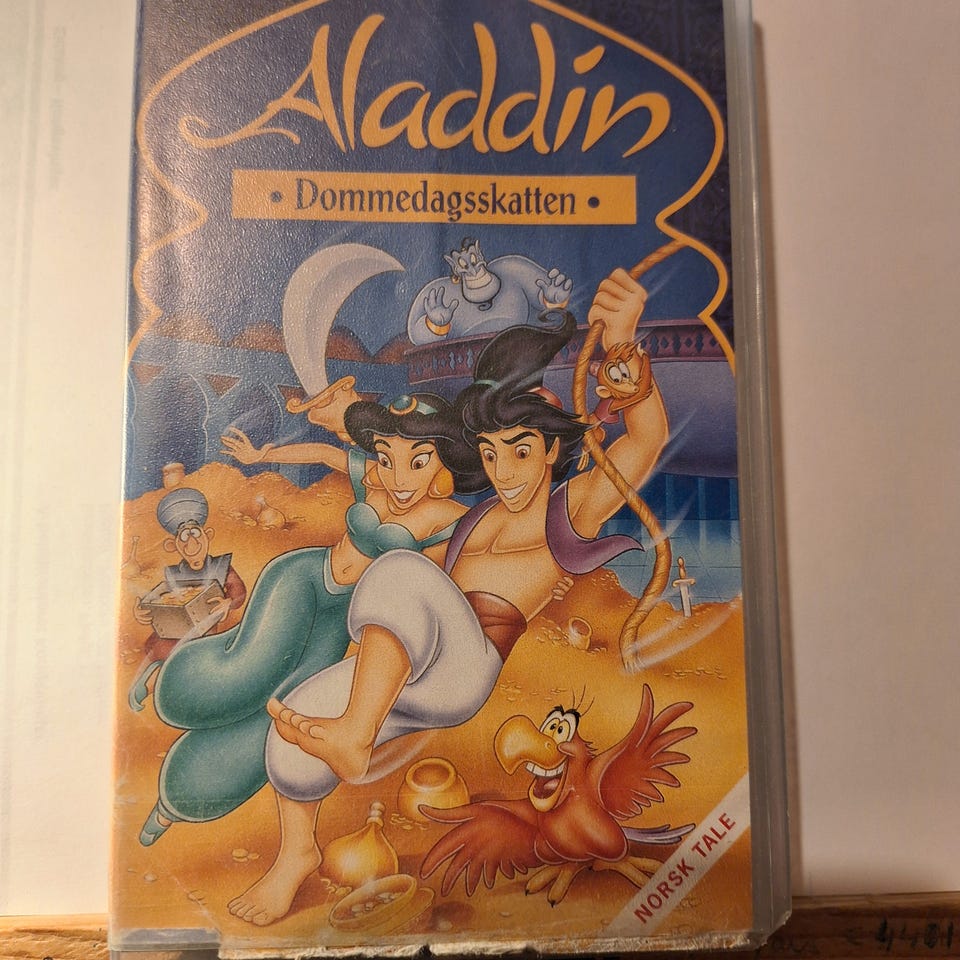 Aladdin
• Dommedagsskatten •
NORSK TALE